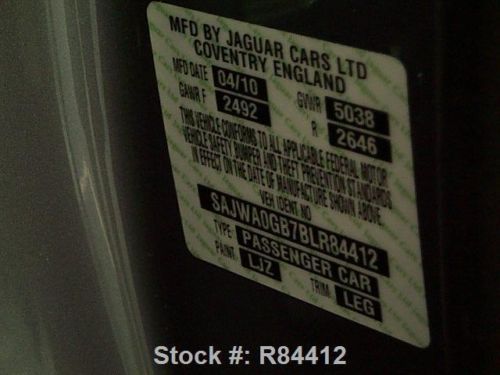 MFD BY JAGUAR CARS LTD
COVENTRY ENGLAND
MFD DATE 04/10 GVWR 5038
GAWR F 2492 R 2646
THIS VEHICLE CONFORMS TO ALL APPLICABLE FEDERAL MOTOR
VEHICLE SAFETY, BUMPER AND THEFT PREVENTION STANDARDS
IN EFFECT ON THE DATE OF MANUFACTURE SHOWN ABOVE.
VEH IDENT NO
SAJWA0GB7BLR84412
TYPE: PASSENGER CAR
PAINT: LJZ TRIM: LEG
Stock #: R84412